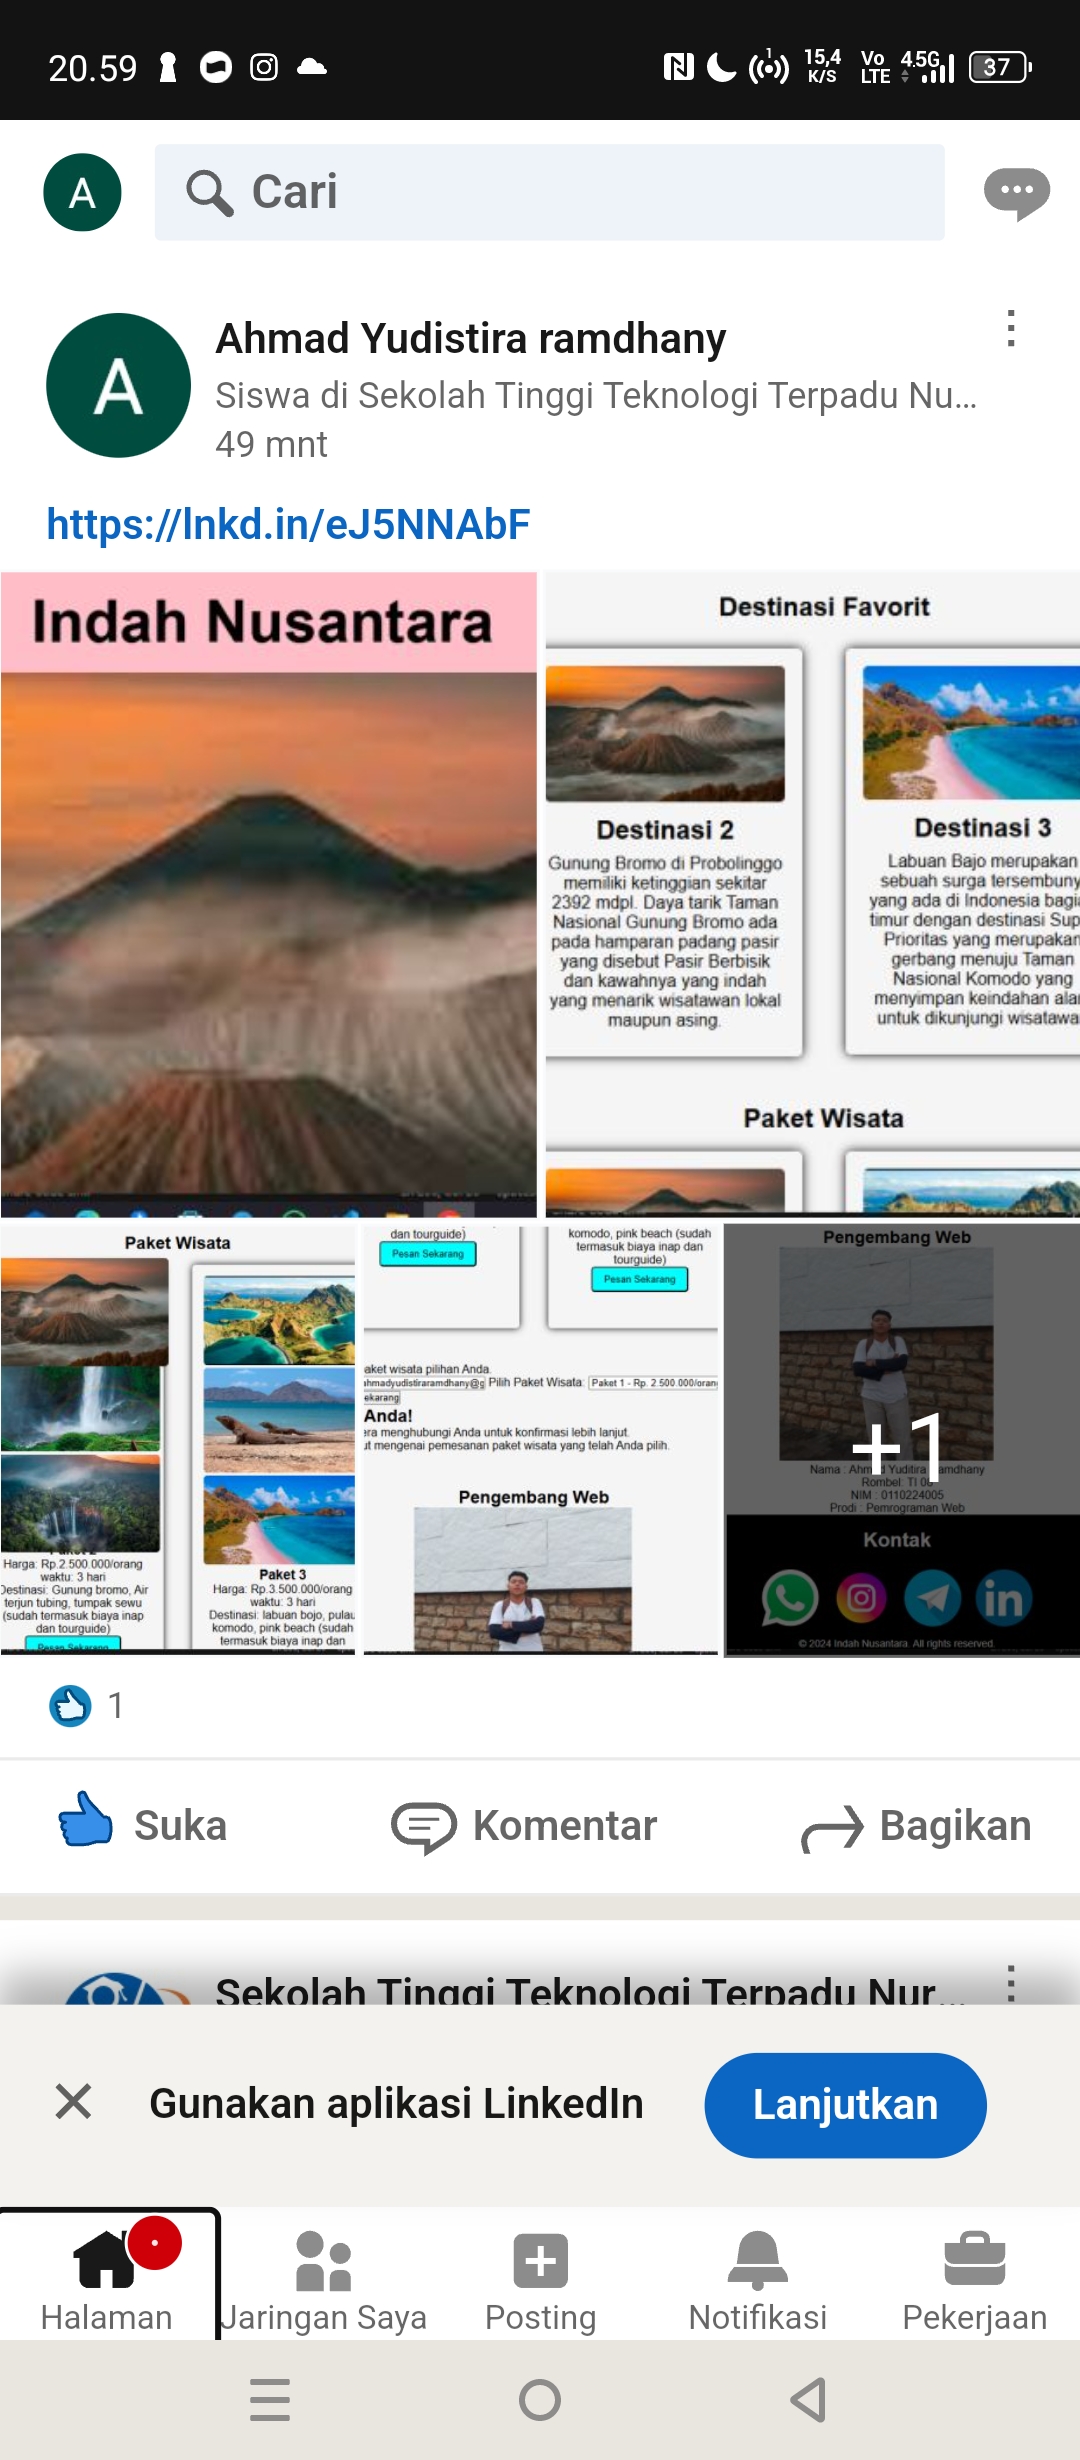 20.59
15,4 K/S
Vo LTE
4.5G
37
A
Cari
A
Ahmad Yudistira ramdhany
Siswa di Sekolah Tinggi Teknologi Terpadu Nu...
49 mnt
https://lnkd.in/eJ5NNAbF
Indah Nusantara
Destinasi Favorit
Destinasi 2
Gunung Bromo di Probolinggo
memiliki ketinggian sekitar
2392 mdpl. Daya tarik Taman
Nasional Gunung Bromo ada
pada hamparan padang pasir
yang disebut Pasir Berbisik
dan kawahnya yang indah
yang menarik wisatawan lokal
maupun asing.
Destinasi 3
Labuan Bajo merupakan
sebuah surga tersembuny
yang ada di Indonesia bagia
timur dengan destinasi Sup
Prioritas yang merupakan
gerbang menuju Taman
Nasional Komodo yang
menyimpan keindahan alam
untuk dikunjungi wisatawa
Paket Wisata
Paket Wisata
Harga: Rp.2.500.000/orang
waktu: 3 hari
Destinasi: Gunung bromo, Air
terjun tubing, tumpak sewu
(sudah termasuk biaya inap
dan tourguide)
Pesan Sekarang
Paket 3
Harga: Rp.3.500.000/orang
waktu: 3 hari
Destinasi: labuan bojo, pulau
komodo, pink beach (sudah
termasuk biaya inap dan
dan tourguide)
Pesan Sekarang
komodo, pink beach (sudah
termasuk biaya inap dan
tourguide)
Pesan Sekarang
aket wisata pilihan Anda.
ahmadyudistiraramdhany@g Pilih Paket Wisata: Paket 1 - Rp. 2.500.000/oran
ekarang
Anda!
era menghubungi Anda untuk konfirmasi lebih lanjut.
ut mengenai pemesanan paket wisata yang telah Anda pilih.
Pengembang Web
Pengembang Web
+1
Nama : Ahmad Yuditira ramdhany
Rombel: TI 08
NIM : 0110224005
Prodi : Pemrograman Web
Kontak
© 2024 Indah Nusantara. All rights reserved.
1
Suka
Komentar
Bagikan
Sekolah Tinggi Teknologi Terpadu Nur...
Gunakan aplikasi LinkedIn
Lanjutkan
Halaman
Jaringan Saya
Posting
Notifikasi
Pekerjaan